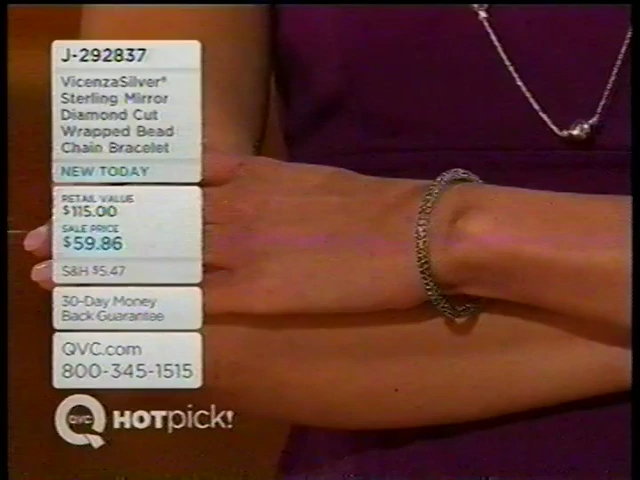 J-292837
VicenzaSilver®
Sterling Mirror
Diamond Cut
Wrapped Bead
Chain Bracelet
NEW TODAY
RETAIL VALUE
$115.00
SALE PRICE
$59.86
S&H $5.47
30-Day Money
Back Guarantee
QVC.com
800-345-1515
QVC HOTpick!